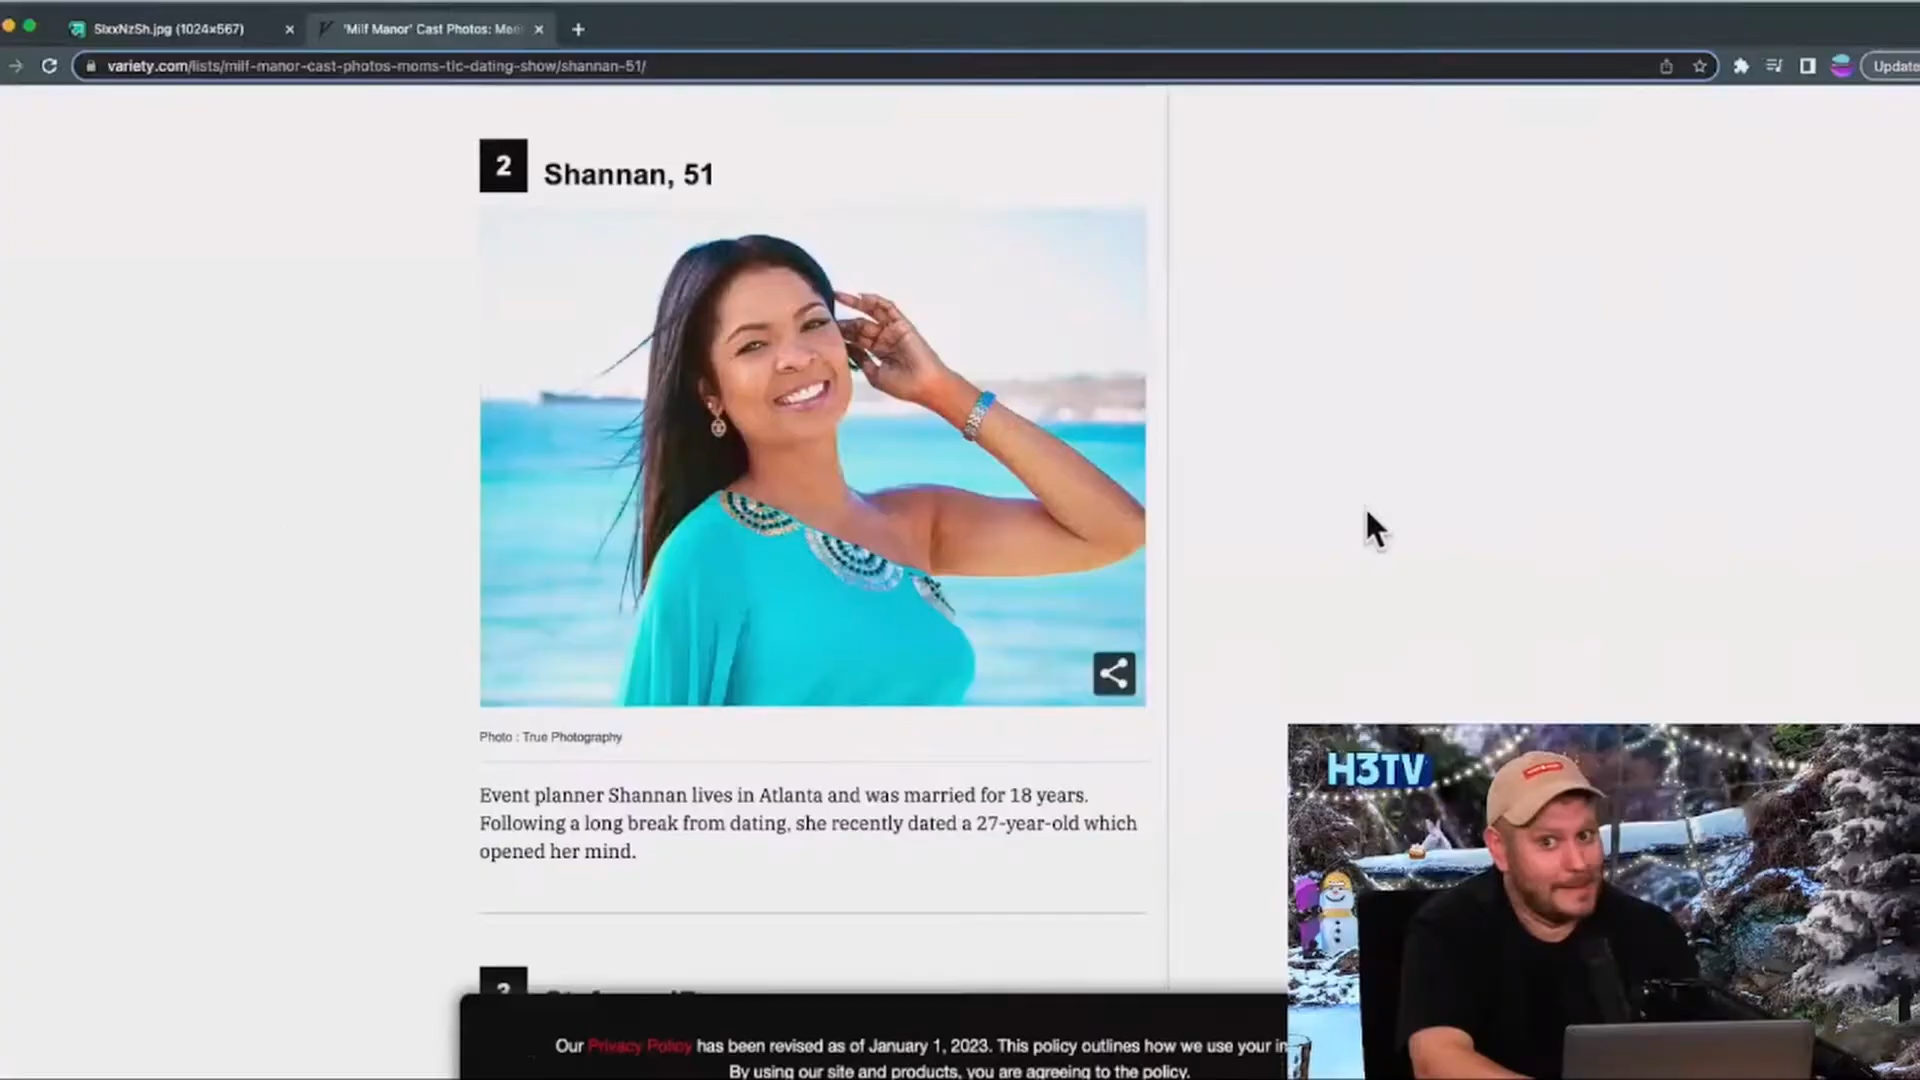 SlxxNzSh.jpg (1024×567)
'Milf Manor' Cast Photos: Mom
variety.com/lists/milf-manor-cast-photos-moms-tlc-dating-show/shannan-51/
Update
2 Shannan, 51
Photo : True Photography
Event planner Shannan lives in Atlanta and was married for 18 years.
Following a long break from dating, she recently dated a 27-year-old which
opened her mind.
H3TV
Our Privacy Policy has been revised as of January 1, 2023. This policy outlines how we use your in
By using our site and products, you are agreeing to the policy.